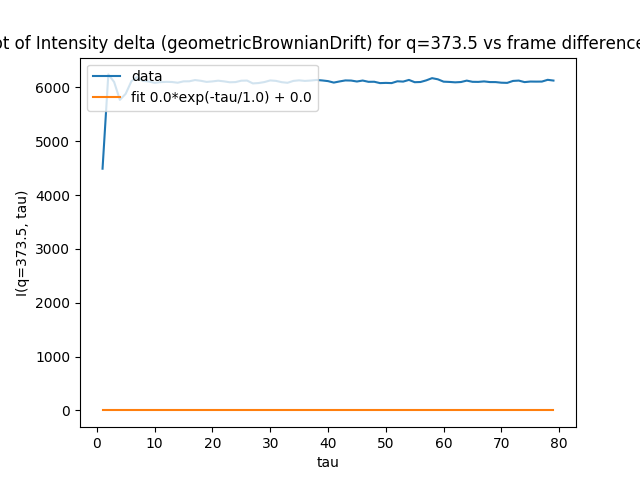 ot of Intensity delta (geometricBrownianDrift) for q=373.5 vs frame difference
data
fit 0.0*exp(-tau/1.0) + 0.0
I(q=373.5, tau)
6000
5000
4000
3000
2000
1000
0
0 10 20 30 40 50 60 70 80
tau